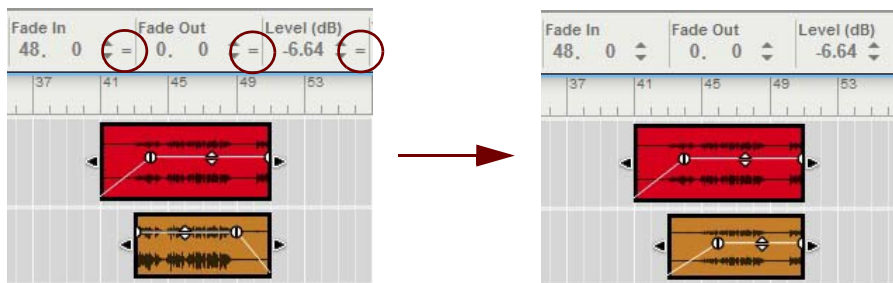 Fade In Fade Out Level (dB)
48. 0 = 0. 0 = -6.64 =
37 41 45 49 53
Fade In Fade Out Level (dB)
48. 0 0. 0 -6.64
37 41 45 49 53